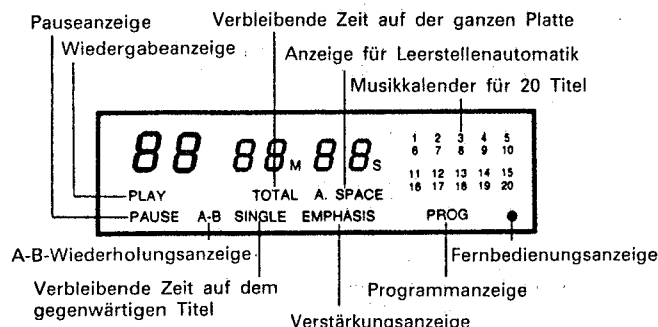 Pauseanzeige
Verbleibende Zeit auf der ganzen Platte
Wiedergabeanzeige
Anzeige für Leerstellenautomatik
Musikkalender für 20 Titel
88 88 M 88 S
1 2 3 4 5
6 7 8 9 10
11 12 13 14 15
16 17 18 19 20
PLAY TOTAL A. SPACE
PAUSE A-B SINGLE EMPHASIS PROG
A-B-Wiederholungsanzeige
Fernbedienungsanzeige
Verbleibende Zeit auf dem
gegenwärtigen Titel
Programmanzeige
Verstärkungsanzeige